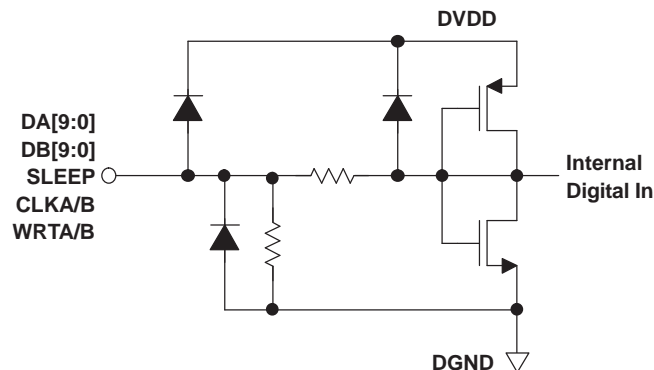 DVDD
DA[9:0]
DB[9:0]
SLEEP
CLKA/B
WRTA/B
Internal
Digital In
DGND